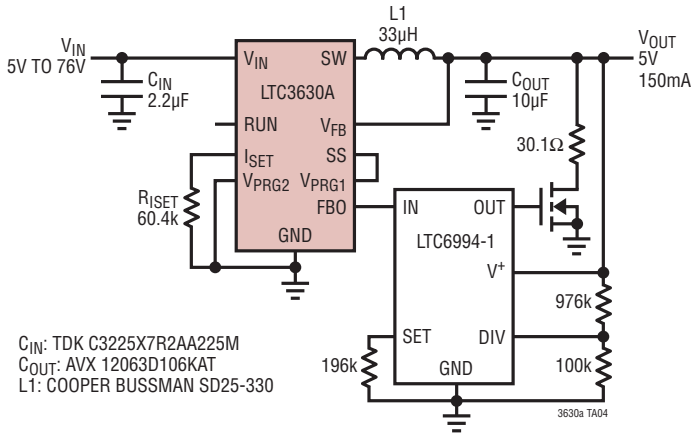 L1
33µH
VIN
5V TO 76V
CIN
2.2µF
VIN
SW
LTC3630A
RUN
VFB
ISET
SS
VPRG2
VPRG1
FBO
GND
RISET
60.4k
COUT
10µF
VOUT
5V
150mA
30.1Ω
IN
OUT
LTC6994-1
V+
SET
DIV
GND
196k
976k
100k
CIN: TDK C3225X7R2AA225M
COUT: AVX 12063D106KAT
L1: COOPER BUSSMAN SD25-330
3630a TA04